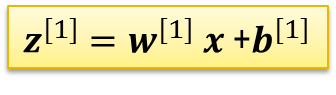 z^[1] = w^[1] x + b^[1]